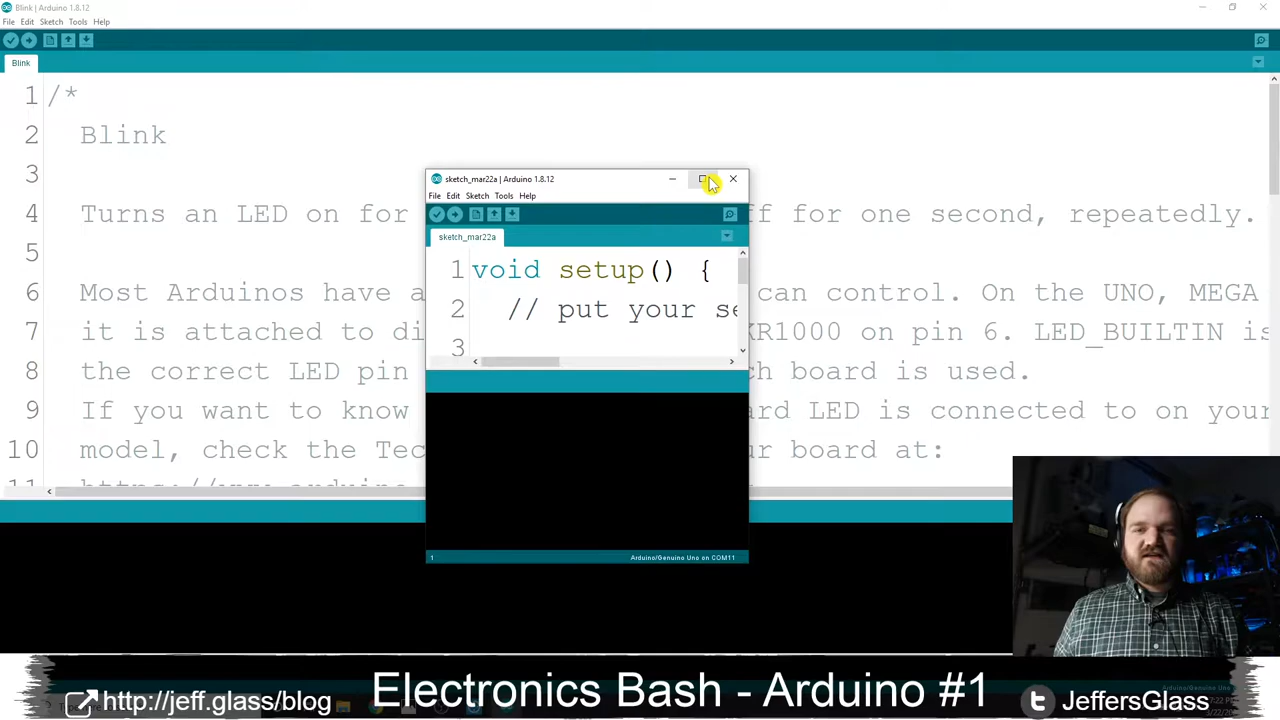 Blink | Arduino 1.8.12
File Edit Sketch Tools Help
Blink
1 /*
2 Blink
3
4 Turns an LED on for
ff for one second, repeatedly.
5
6 Most Arduinos have a
can control. On the UNO, MEGA
7 it is attached to di
KR1000 on pin 6. LED_BUILTIN is
8 the correct LED pin
ch board is used.
9 If you want to know
ard LED is connected to on your
10 model, check the Tec
ur board at:
11
sketch_mar22a | Arduino 1.8.12
File Edit Sketch Tools Help
sketch_mar22a
1 void setup() {
2 // put your se
3
1
Arduino/Genuino Uno on COM11
http://jeff.glass/blog
Electronics Bash - Arduino #1
JeffersGlass